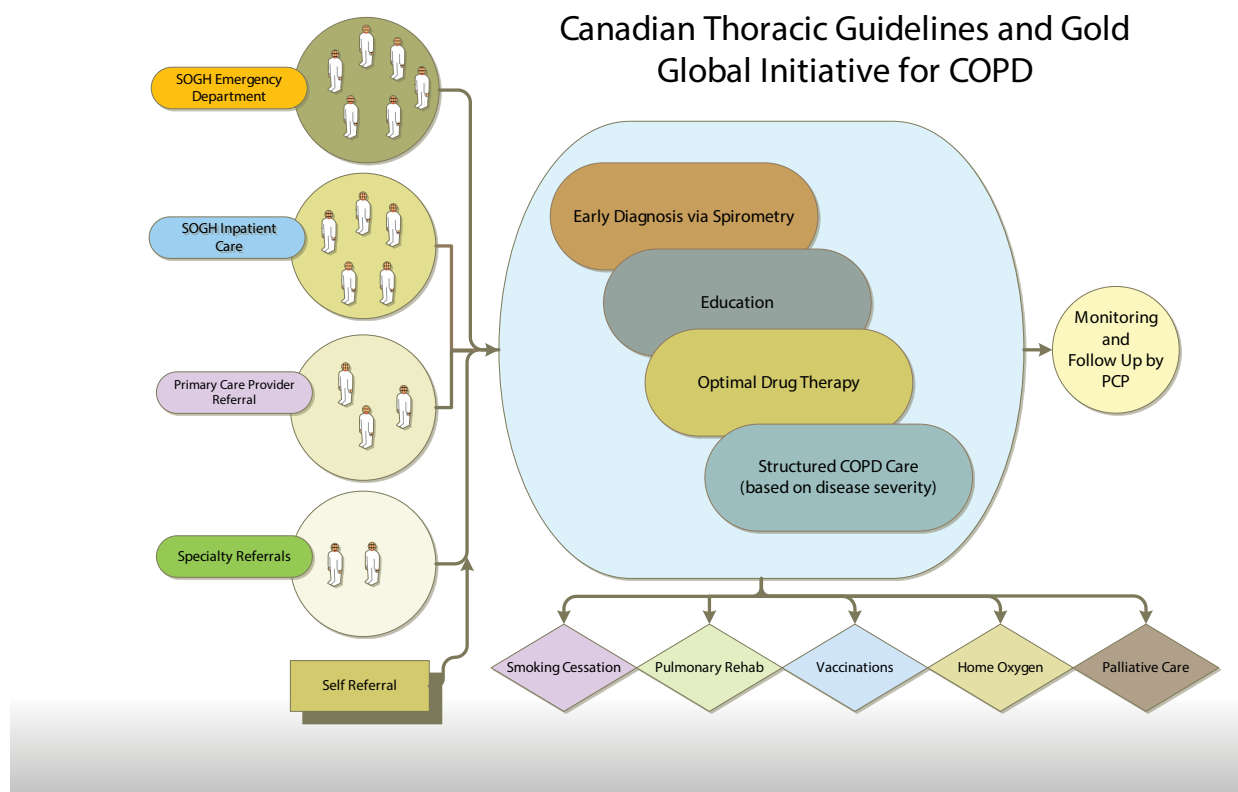 Canadian Thoracic Guidelines and Gold
Global Initiative for COPD
SOGH Emergency
Department
SOGH Inpatient
Care
Primary Care Provider
Referral
Specialty Referrals
Self Referral
Early Diagnosis via Spirometry
Education
Optimal Drug Therapy
Structured COPD Care
(based on disease severity)
Monitoring
and
Follow Up by
PCP
Smoking Cessation
Pulmonary Rehab
Vaccinations
Home Oxygen
Palliative Care